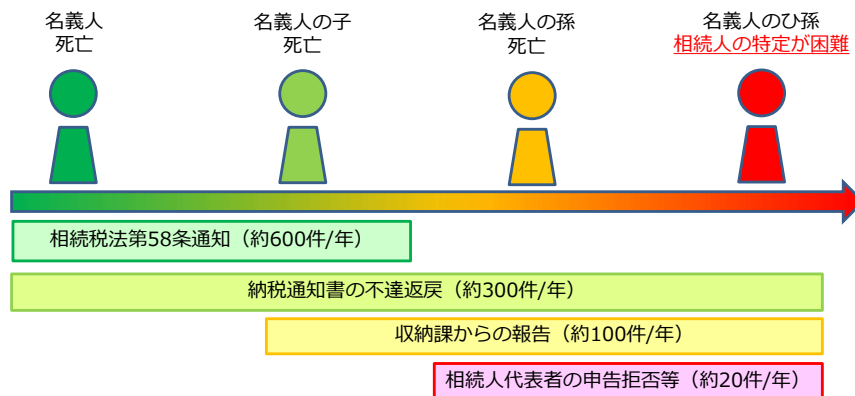 名義人
死亡
名義人の子
死亡
名義人の孫
死亡
名義人のひ孫
相続人の特定が困難
相続税法第58条通知（約600件/年）
納税通知書の不達返戻（約300件/年）
収納課からの報告（約100件/年）
相続人代表者の申告拒否等（約20件/年）